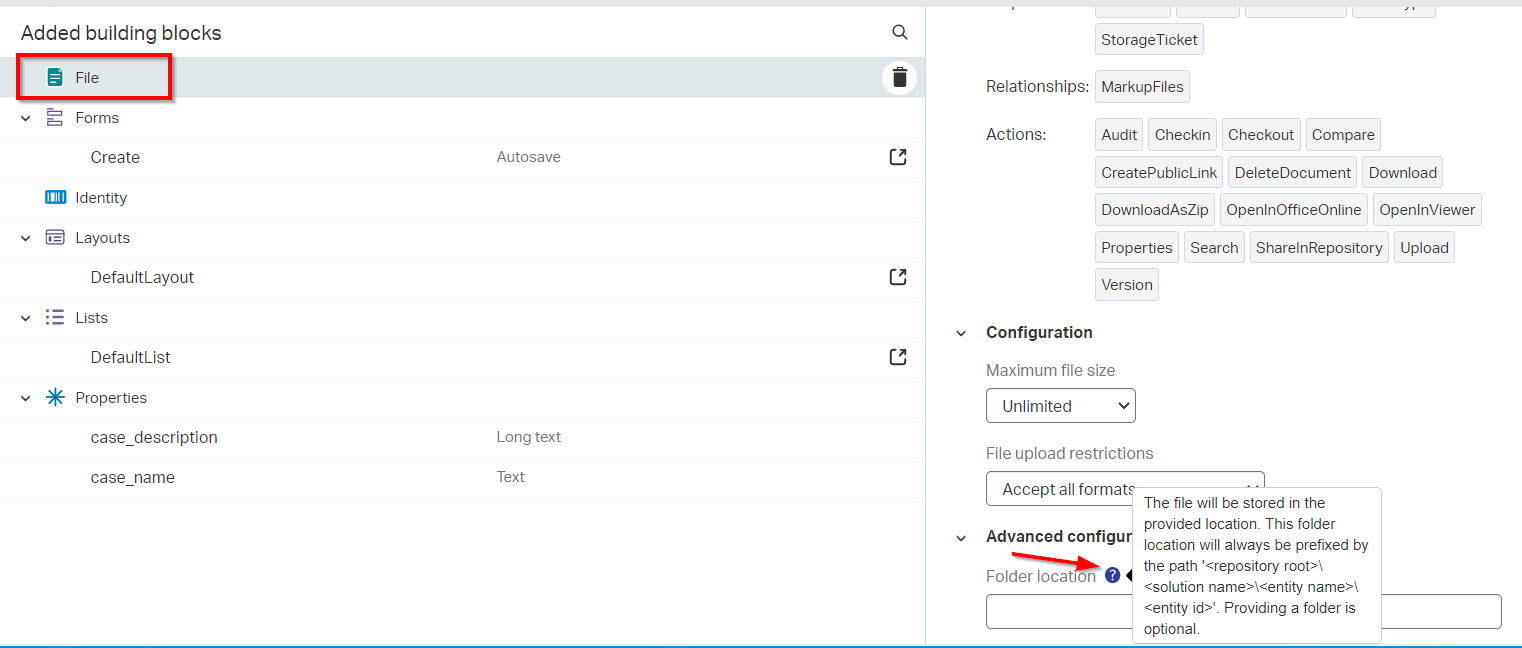 Added building blocks
File
Forms
Create Autosave
Identity
Layouts
DefaultLayout
Lists
DefaultList
Properties
case_description Long text
case_name Text
StorageTicket
Relationships: MarkupFiles
Actions: Audit Checkin Checkout Compare
CreatePublicLink DeleteDocument Download
DownloadAsZip OpenInOfficeOnline OpenInViewer
Properties Search ShareInRepository Upload
Version
Configuration
Maximum file size
Unlimited
File upload restrictions
Accept all formats
Advanced configur
Folder location ?
The file will be stored in the
provided location. This folder
location will always be prefixed by
the path '<repository root>\
<solution name>\<entity name>\
<entity id>'. Providing a folder is
optional.